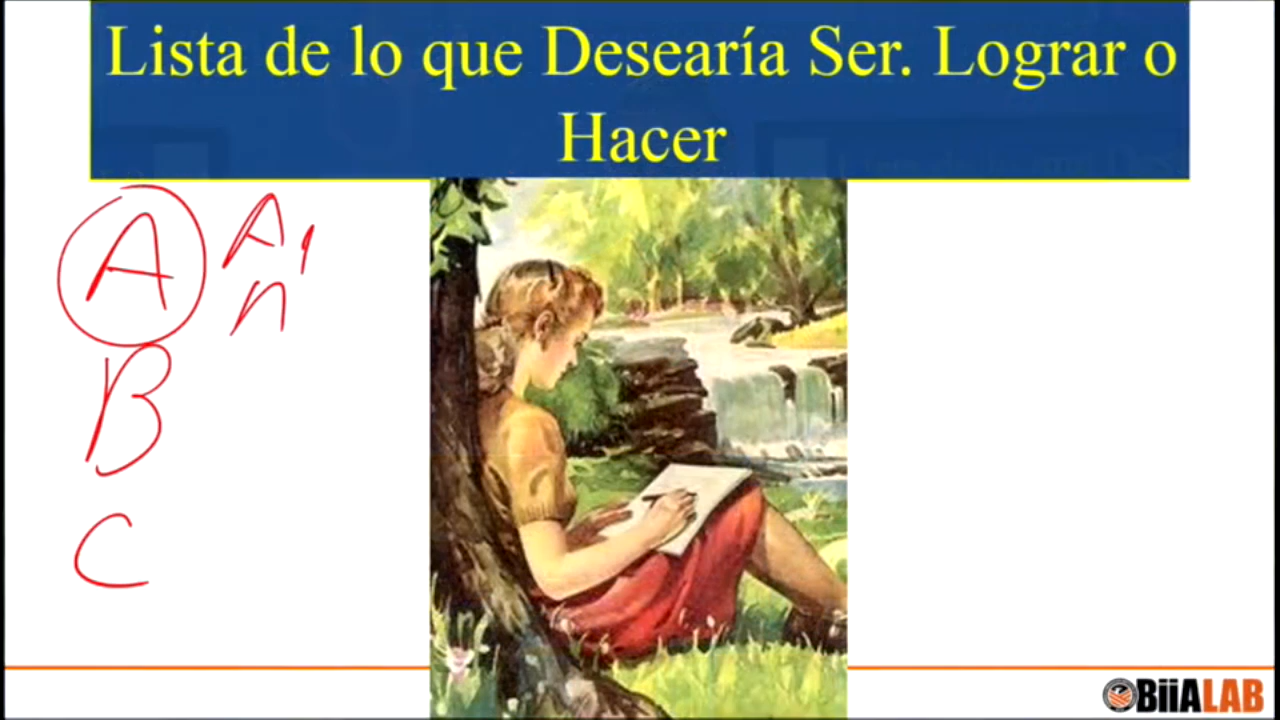 Lista de lo que Desearía Ser. Lograr o
Hacer
A A,
n
B
C
BiiALAB